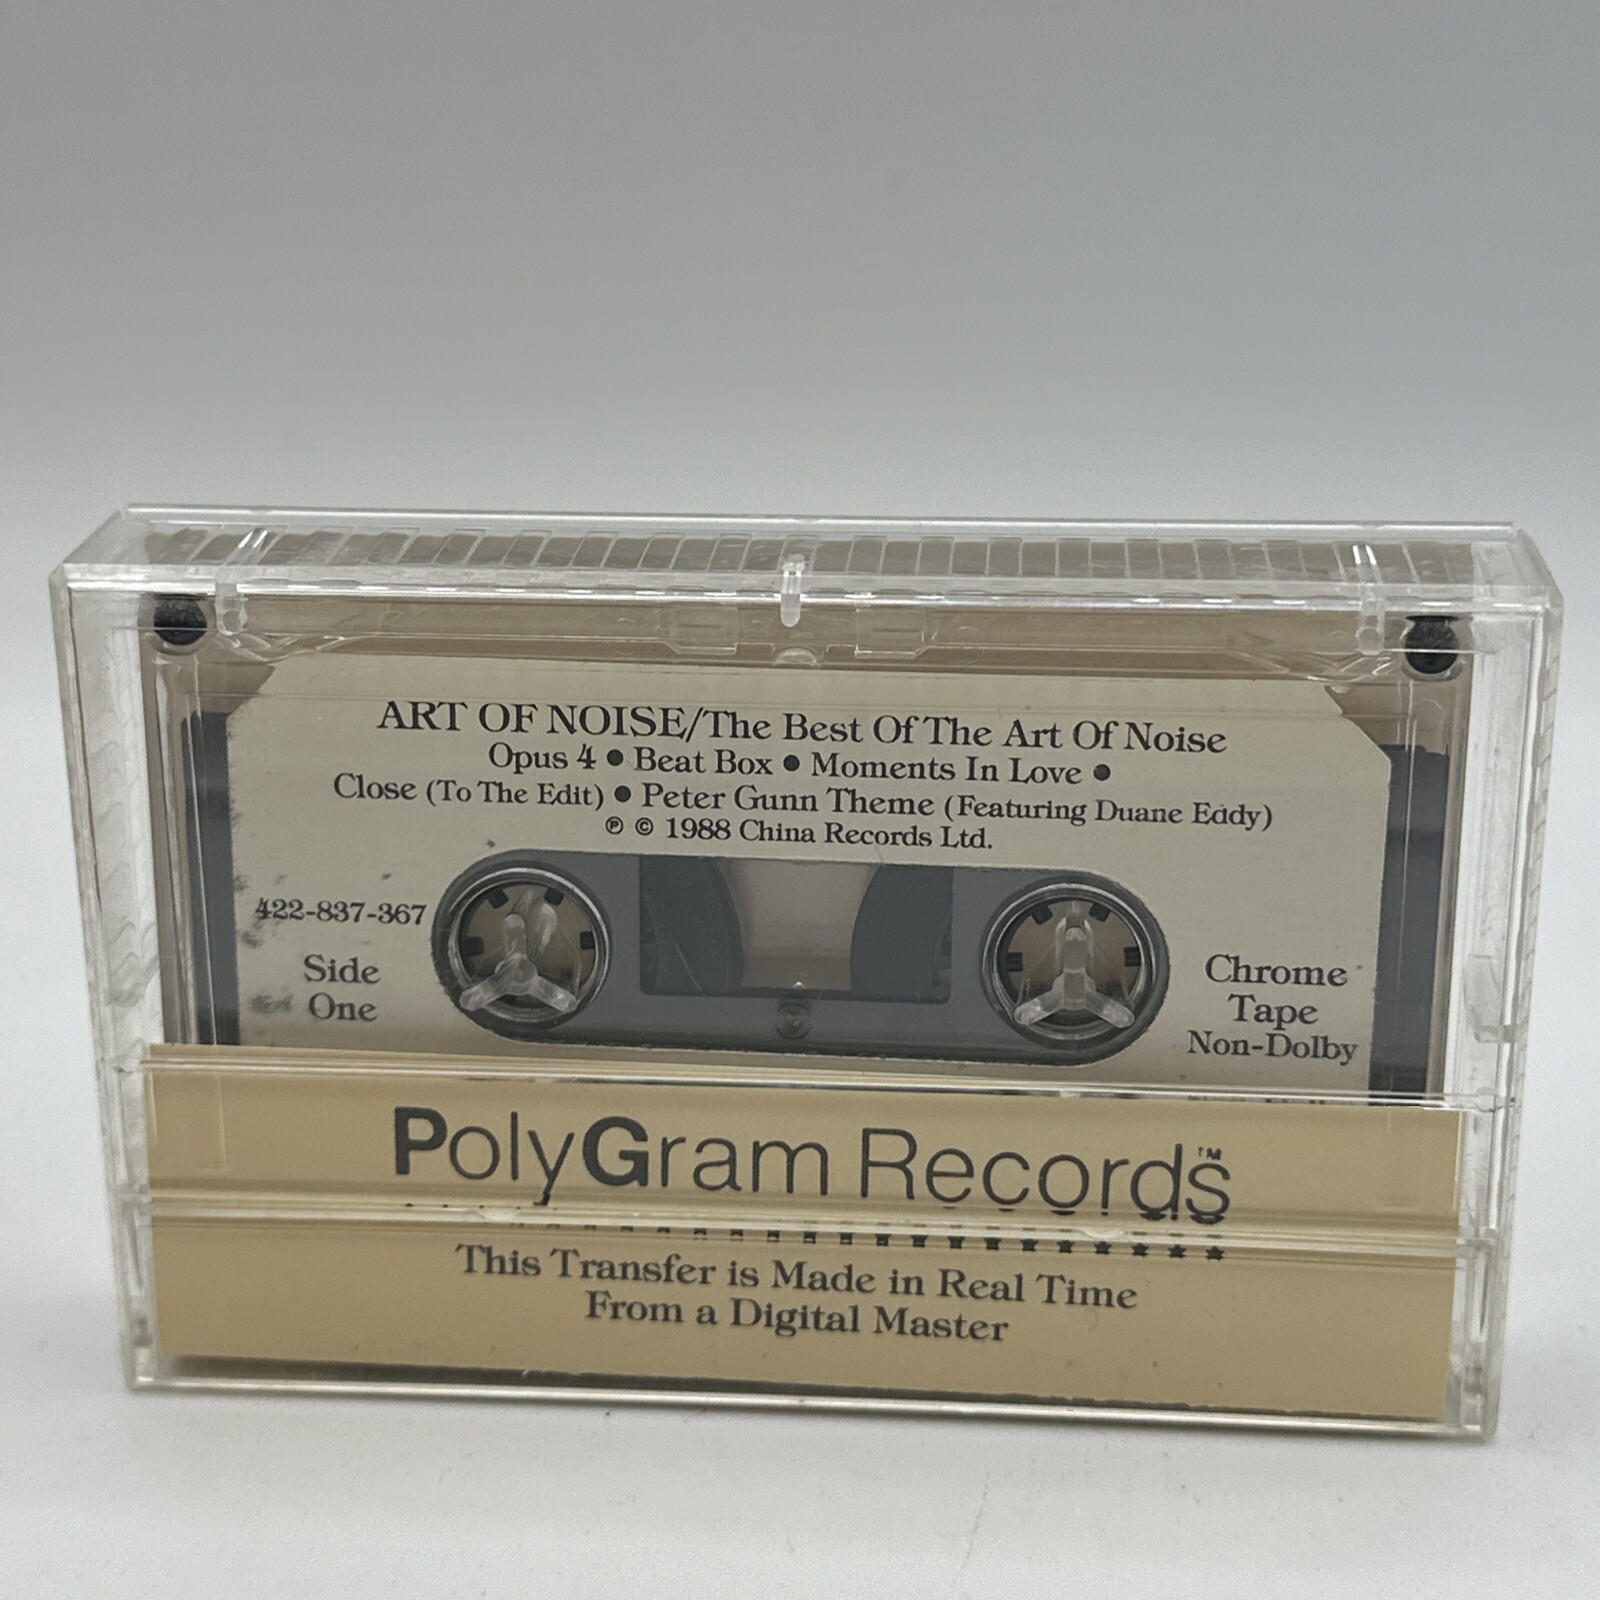 ART OF NOISE/The Best Of The Art Of Noise
Opus 4 ● Beat Box ● Moments In Love ●
Close (To The Edit) ● Peter Gunn Theme (Featuring Duane Eddy)
℗ © 1988 China Records Ltd.
422-837-367
Side
One
Chrome
Tape
Non-Dolby
PolyGram Records™
This Transfer is Made in Real Time
From a Digital Master